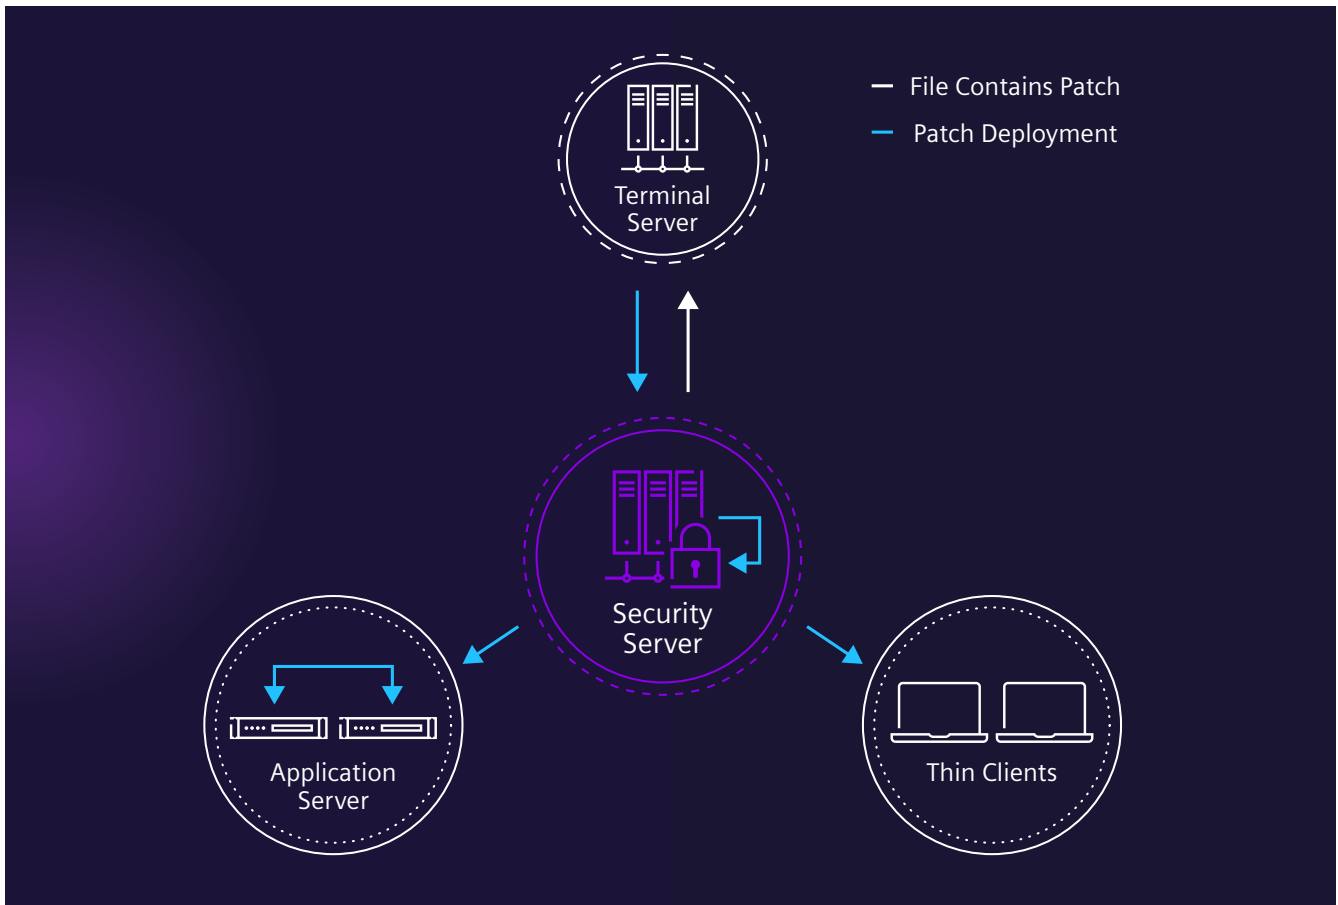 Terminal
Server
File Contains Patch
Patch Deployment
Security
Server
Application
Server
Thin Clients